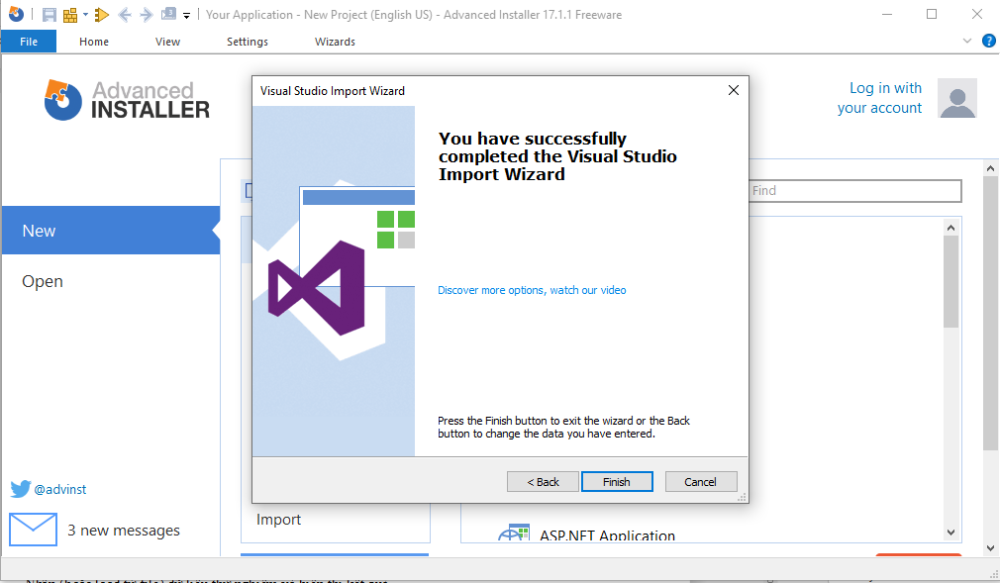 Your Application - New Project (English US) - Advanced Installer 17.1.1 Freeware
File Home View Settings Wizards
Advanced
INSTALLER
Log in with
your account
Visual Studio Import Wizard
You have successfully
completed the Visual Studio
Import Wizard
Find
New
Open
Discover more options, watch our video
Press the Finish button to exit the wizard or the Back
button to change the data you have entered.
< Back Finish Cancel
@advinst
3 new messages
Import
ASP.NET Application